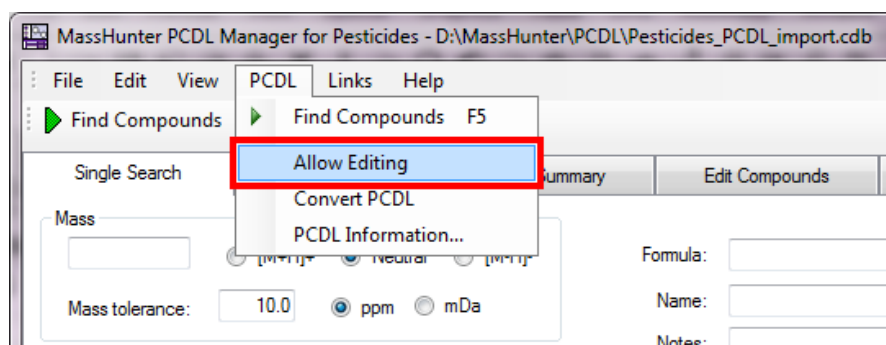 MassHunter PCDL Manager for Pesticides - D:\MassHunter\PCDL\Pesticides_PCDL_import.cdb
File Edit View PCDL Links Help
Find Compounds Find Compounds F5
Allow Editing
Single Search Edit Compounds
Convert PCDL
Mass
PCDL Information...
Neutral Formula:
Mass tolerance: 10.0 ppm mDa Name:
Notes: